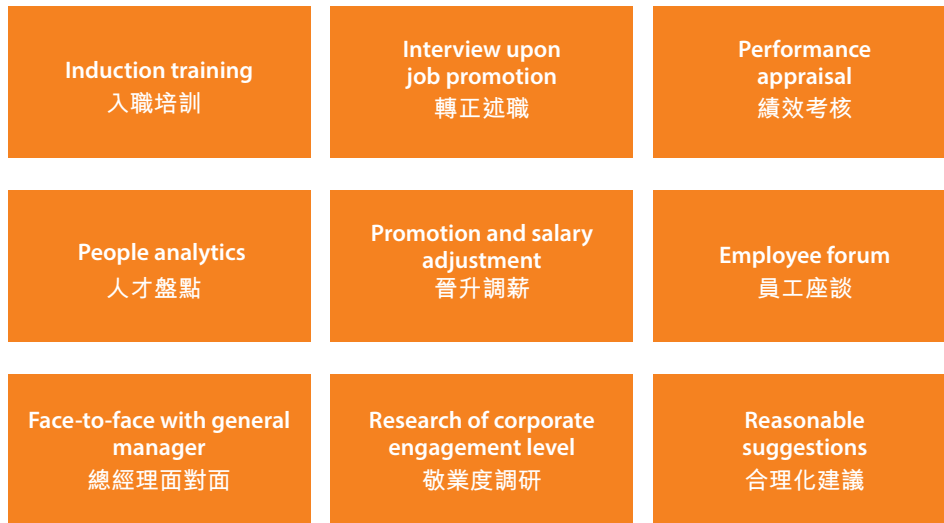 Induction training
入職培訓
Interview upon
job promotion
轉正述職
Performance
appraisal
績效考核
People analytics
人才盤點
Promotion and salary
adjustment
晉升調薪
Employee forum
員工座談
Face-to-face with general
manager
總經理面對面
Research of corporate
engagement level
敬業度調研
Reasonable
suggestions
合理化建議